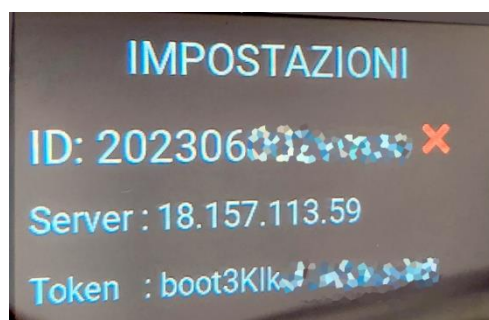 IMPOSTAZIONI
ID: 202306
Server : 18.157.113.59
Token : boot3Klk